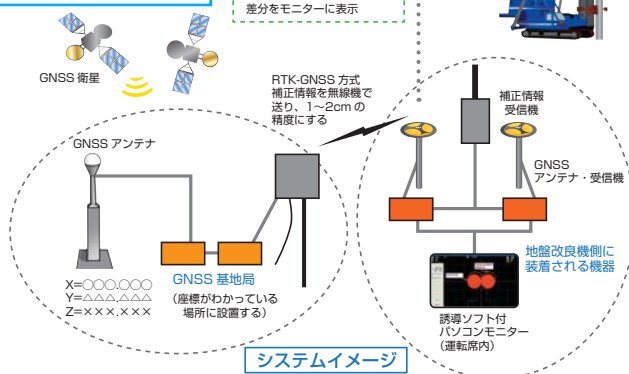 差分をモニターに表示
GNSS 衛星
RTK-GNSS 方式
補正情報を無線機で
送り、1〜2cm の
精度にする
補正情報
受信機
GNSS アンテナ
GNSS
アンテナ・受信機
X=○○○.○○○
Y=△△△.△△△
Z=×××.×××
GNSS 基地局
(座標がわかっている
場所に設置する)
地盤改良機側に
装着される機器
誘導ソフト付
パソコンモニター
(運転席内)
システムイメージ